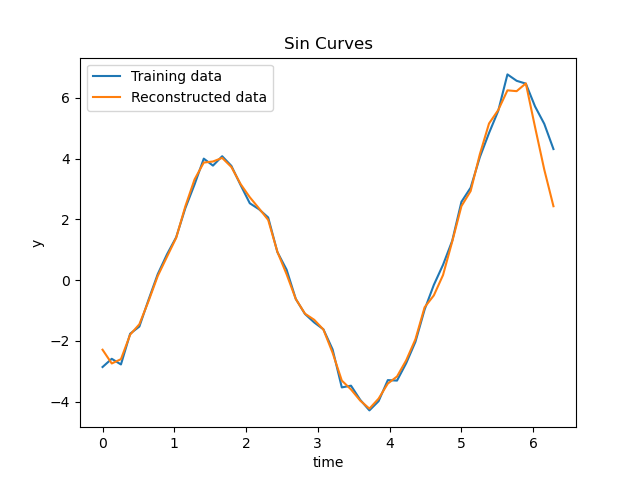 Sin Curves
Training data
Reconstructed data
6
4
2
0
−2
−4
y
0 1 2 3 4 5 6
time